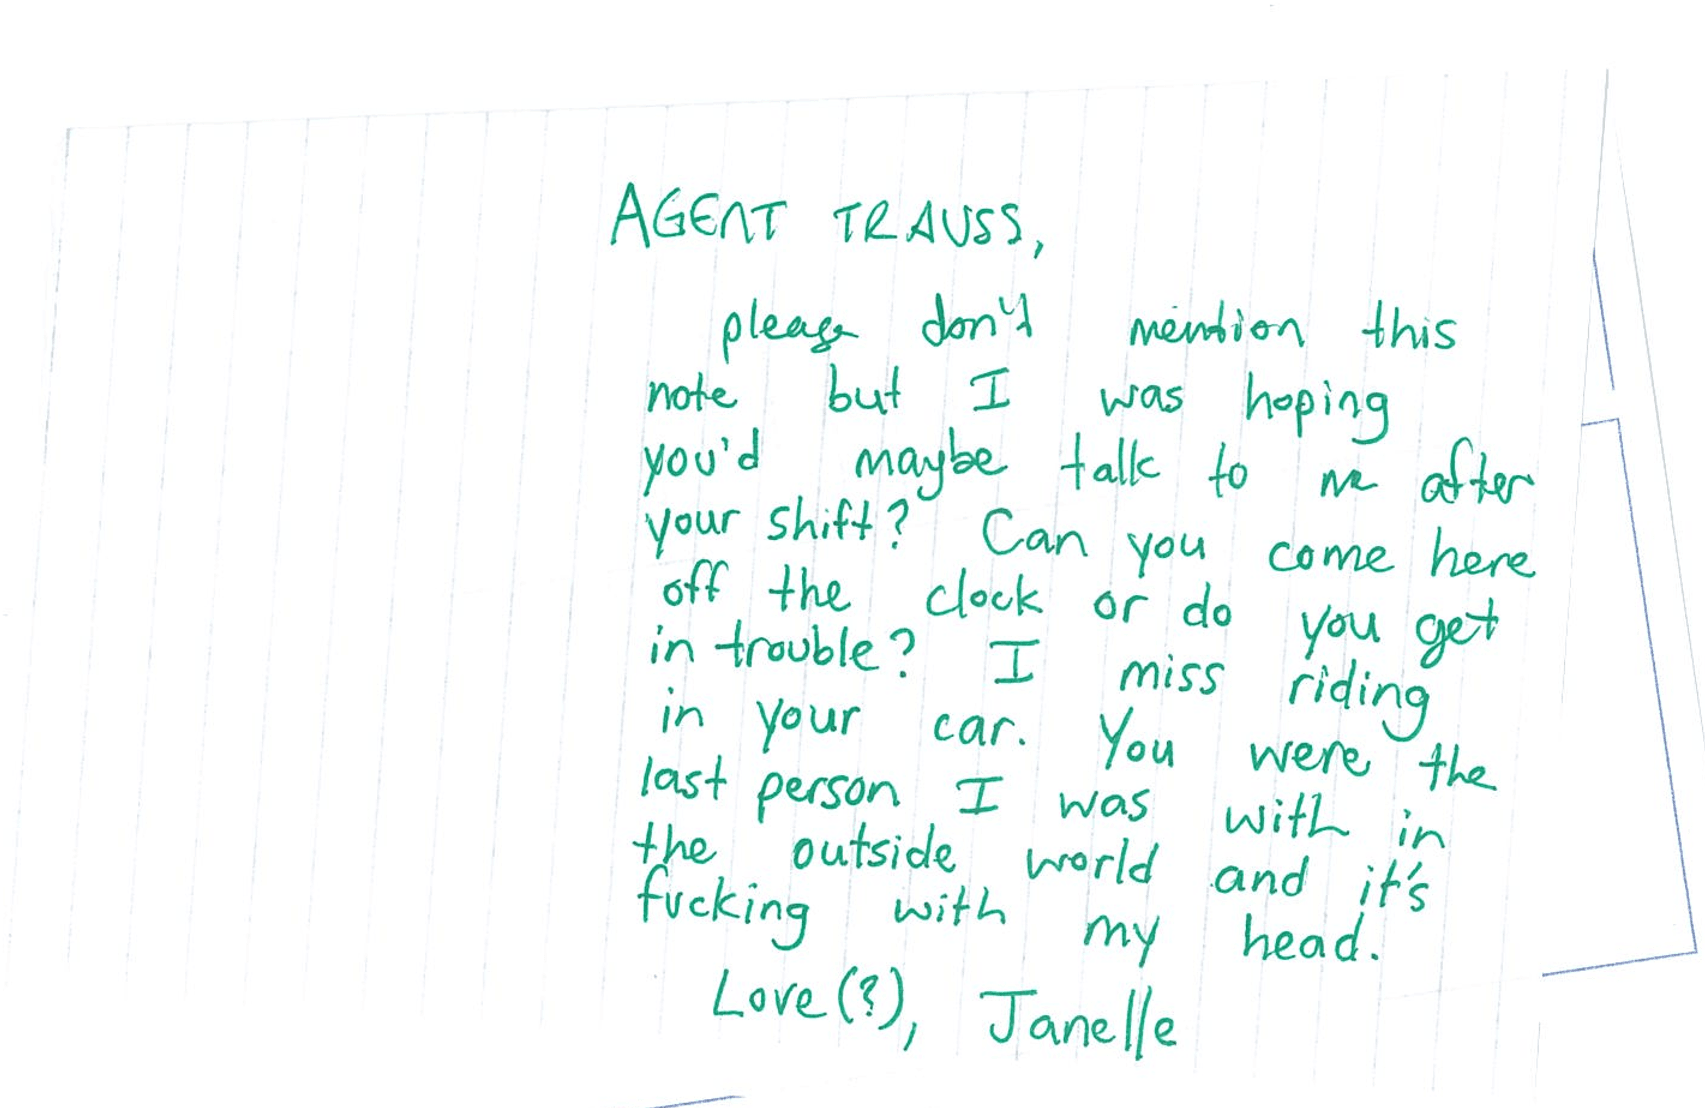 AGENT TRAUSS,
please don't mention this
note but I was hoping
you'd maybe talk to me after
your shift? Can you come here
off the clock or do you get
in trouble? I miss riding
in your car. You were the
last person I was with in
the outside world and it's
fucking with my head.
Love(?), Janelle